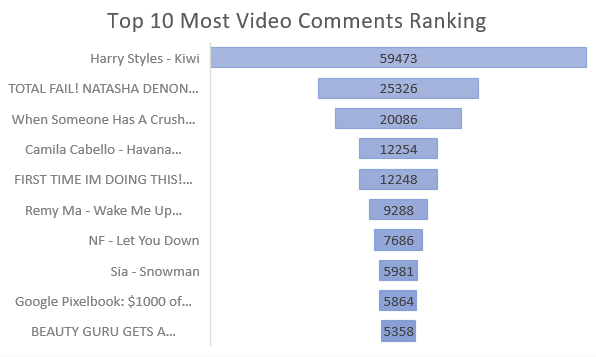 Top 10 Most Video Comments Ranking
Harry Styles - Kiwi 59473
TOTAL FAIL! NATASHA DENON... 25326
When Someone Has A Crush... 20086
Camila Cabello - Havana... 12254
FIRST TIME IM DOING THIS!... 12248
Remy Ma - Wake Me Up... 9288
NF - Let You Down 7686
Sia - Snowman 5981
Google Pixelbook: $1000 of... 5864
BEAUTY GURU GETS A... 5358